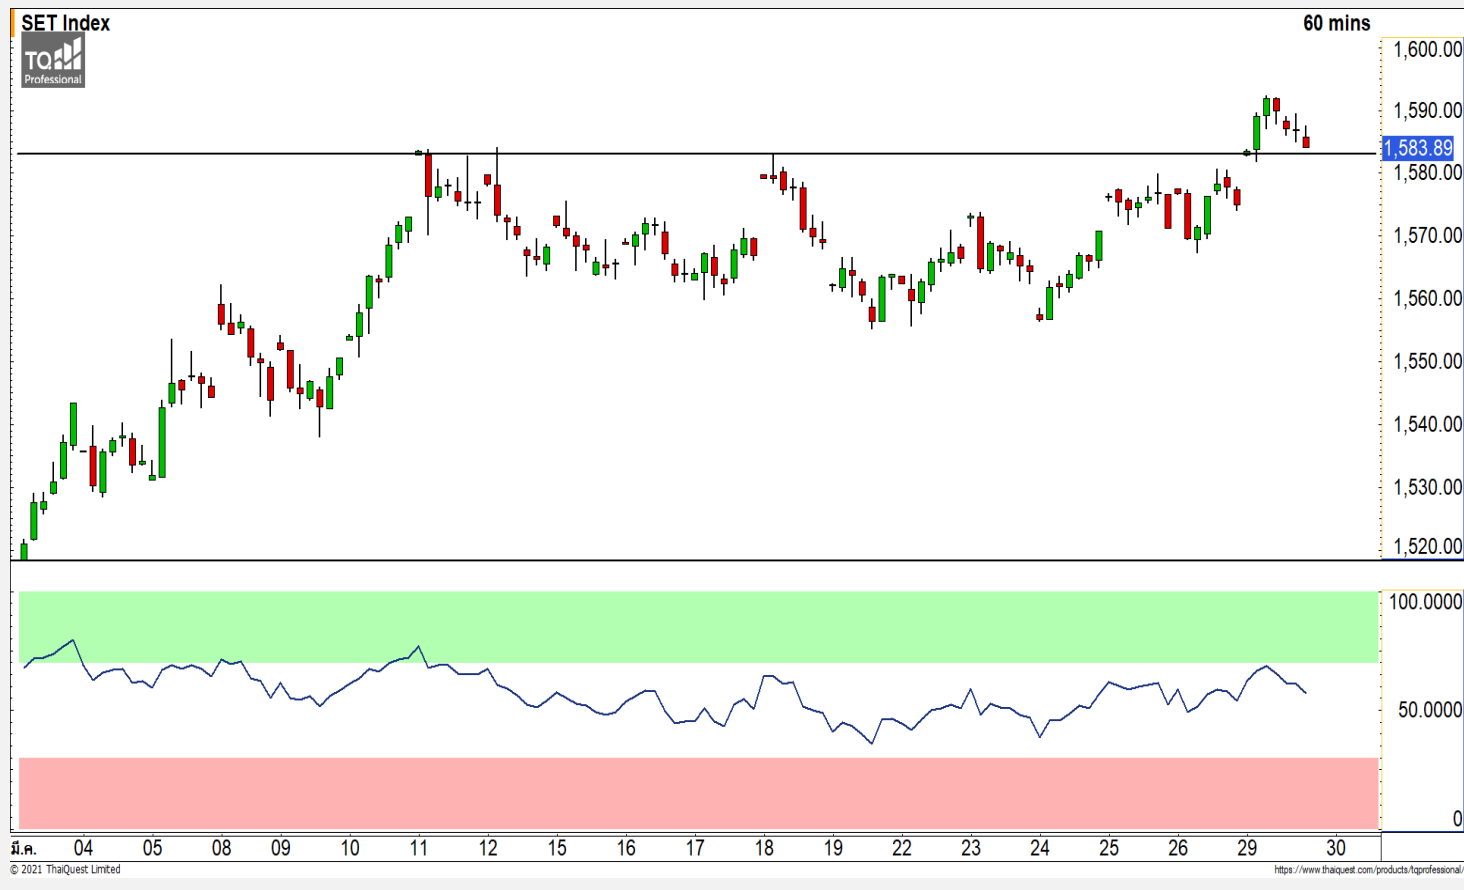 SET Index
60 mins
TQ
Professional
1,600.00
1,590.00
1,583.89
1,580.00
1,570.00
1,560.00
1,550.00
1,540.00
1,530.00
1,520.00
100.0000
50.0000
0
มี.ค. 04 05 08 09 10 11 12 15 16 17 18 19 22 23 24 25 26 29 30
© 2021 ThaiQuest Limited
https://www.thaiquest.com/products/tqprofessional/